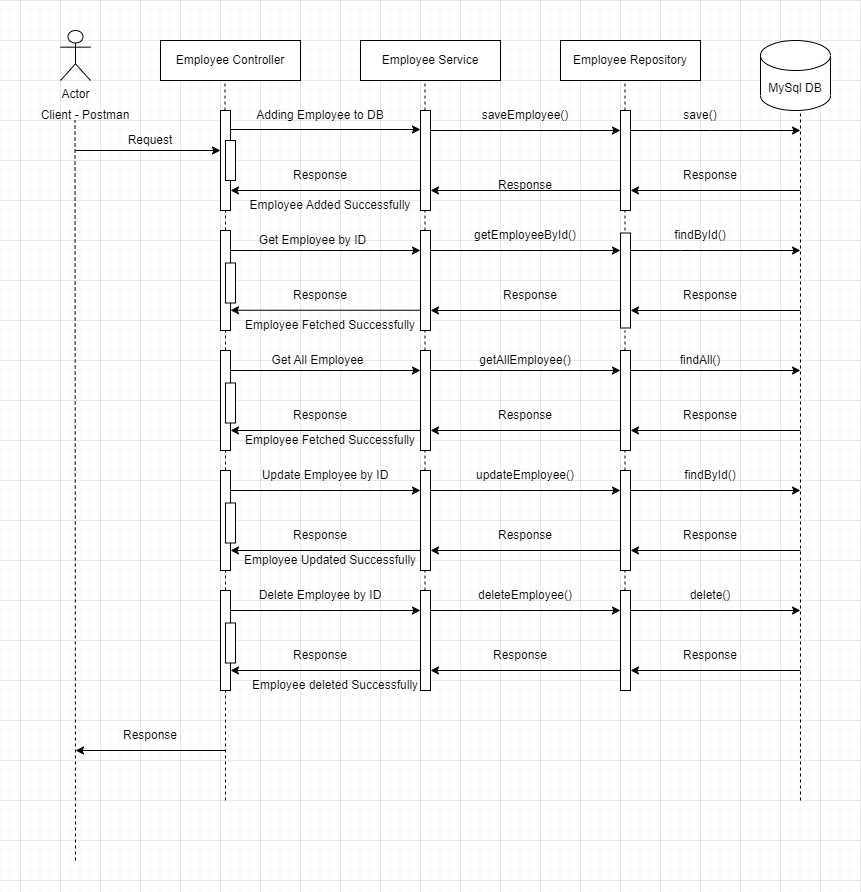 Employee Controller
Employee Service
Employee Repository
MySql DB
Actor
Client - Postman
Adding Employee to DB
saveEmployee()
save()
Request
Response
Response
Response
Employee Added Successfully
Get Employee by ID
getEmployeeById()
findById()
Response
Response
Response
Employee Fetched Successfully
Get All Employee
getAllEmployee()
findAll()
Response
Response
Response
Employee Fetched Successfully
Update Employee by ID
updateEmployee()
findById()
Response
Response
Response
Employee Updated Successfully
Delete Employee by ID
deleteEmployee()
delete()
Response
Response
Response
Employee deleted Successfully
Response